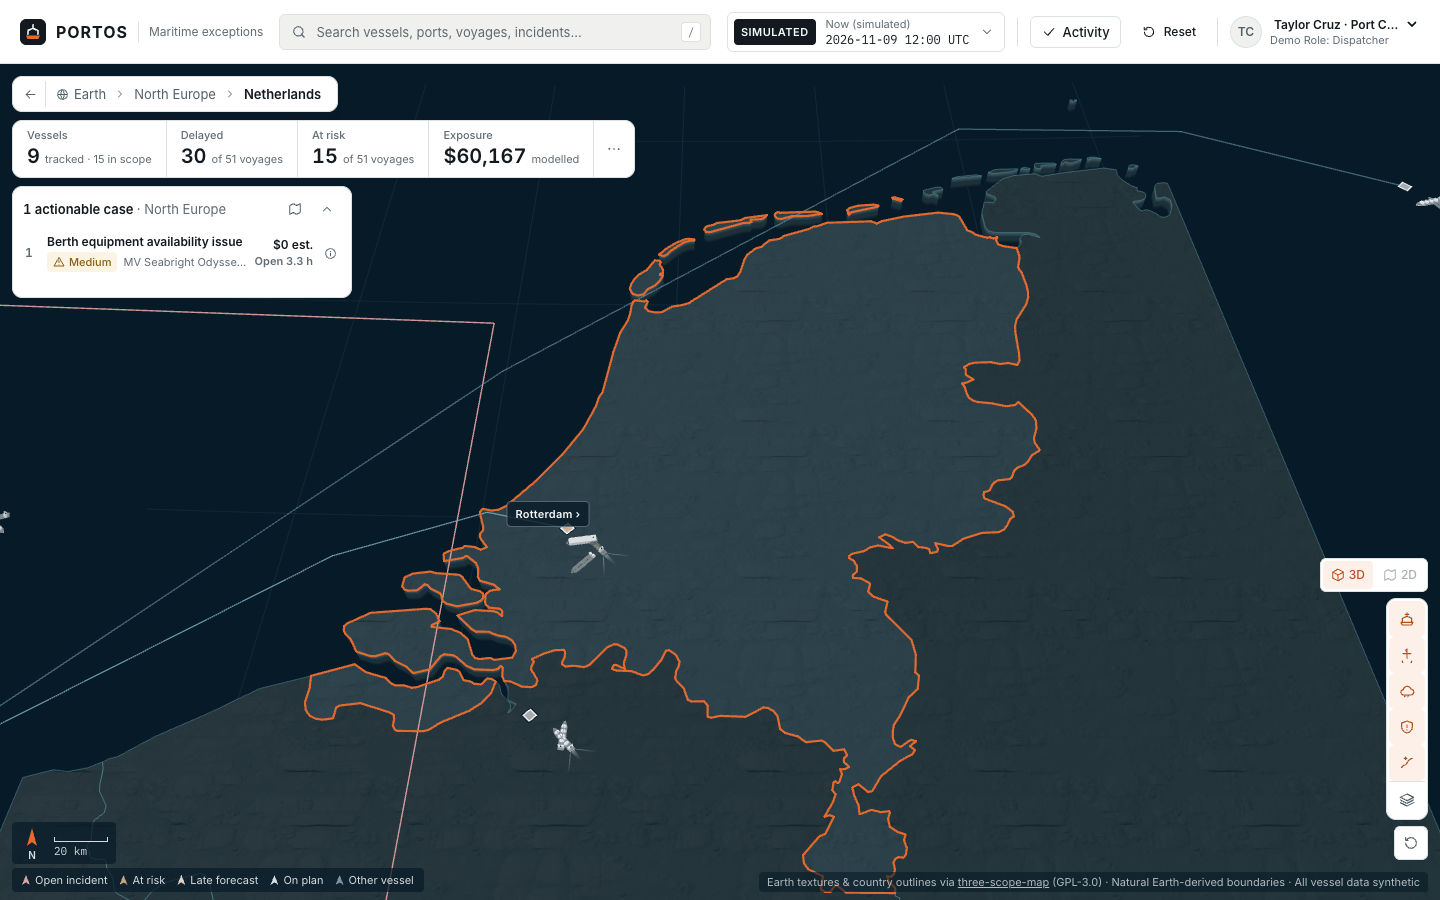 PORTOS
Maritime exceptions
Search vessels, ports, voyages, incidents...
/
SIMULATED
Now (simulated)
2026-11-09 12:00 UTC
Activity
Reset
TC
Taylor Cruz · Port C...
Demo Role: Dispatcher
Earth
North Europe
Netherlands
Vessels
9 tracked · 15 in scope
Delayed
30 of 51 voyages
At risk
15 of 51 voyages
Exposure
$60,167 modelled
1 actionable case · North Europe
1
Berth equipment availability issue
$0 est.
Medium
MV Seabright Odysse...
Open 3.3 h
Rotterdam ›
3D
2D
N
20 km
Open incident
At risk
Late forecast
On plan
Other vessel
Earth textures & country outlines via three-scope-map (GPL-3.0) · Natural Earth-derived boundaries · All vessel data synthetic